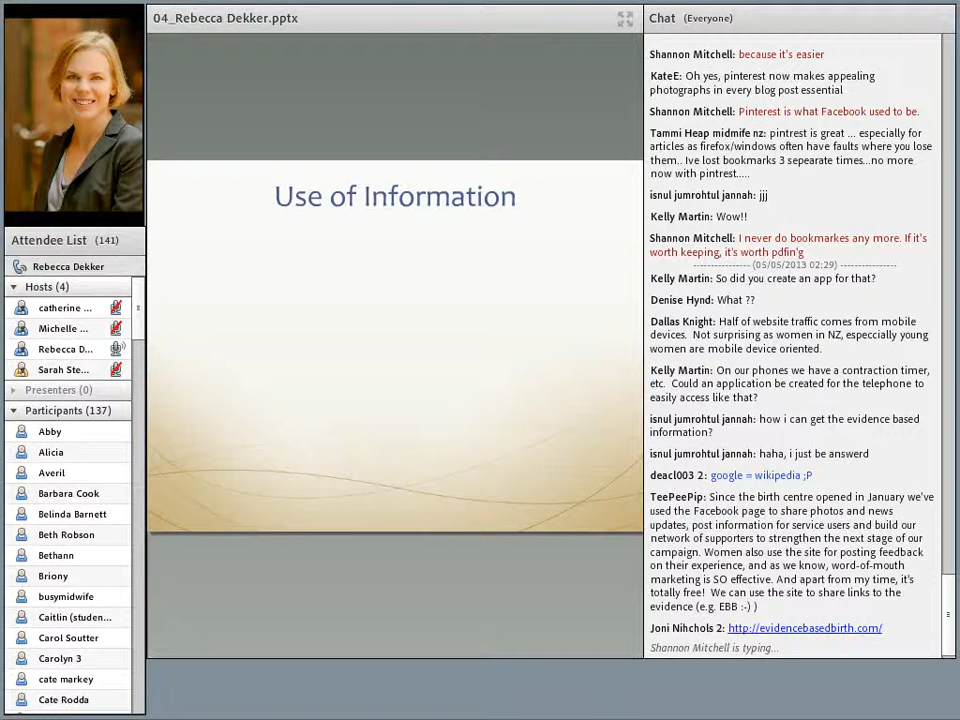 04_Rebecca Dekker.pptx
Use of Information
Attendee List (141)
Rebecca Dekker
Hosts (4)
catherine ...
Michelle ...
Rebecca D...
Sarah Ste...
Presenters (0)
Participants (137)
Abby
Alicia
Averil
Barbara Cook
Belinda Barnett
Beth Robson
Bethann
Briony
busymidwife
Caitlin (studen...
Carol Soutter
Carolyn 3
cate markey
Cate Rodda
Chat (Everyone)
Shannon Mitchell: because it's easier
KateE: Oh yes, pinterest now makes appealing
photographs in every blog post essential
Shannon Mitchell: Pinterest is what Facebook used to be.
Tammi Heap midmife nz: pintrest is great ... especially for
articles as firefox/windows often have faults where you lose
them.. Ive lost bookmarks 3 sepearate times...no more
now with pintrest.....
isnul jumrohtul jannah: jjj
Kelly Martin: Wow!!
Shannon Mitchell: I never do bookmarkes any more. If it's
worth keeping, it's worth pdfin'g
---------------- (05/05/2013 02:29) ----------------
Kelly Martin: So did you create an app for that?
Denise Hynd: What ??
Dallas Knight: Half of website traffic comes from mobile
devices.  Not surprising as women in NZ, especcially young
women are mobile device oriented.
Kelly Martin: On our phones we have a contraction timer,
etc.  Could an application be created for the telephone to
easily access like that?
isnul jumrohtul jannah: how i can get the evidence based
information?
isnul jumrohtul jannah: haha, i just be answerd
deacl003 2: google = wikipedia ;P
TeePeePip: Since the birth centre opened in January we've
used the Facebook page to share photos and news
updates, post information for service users and build our
network of supporters to strengthen the next stage of our
campaign. Women also use the site for posting feedback
on their experience, and as we know, word-of-mouth
marketing is SO effective. And apart from my time, it's
totally free!  We can use the site to share links to the
evidence (e.g. EBB :-) )
Joni Nihchols 2: http://evidencebasedbirth.com/
Shannon Mitchell is typing...